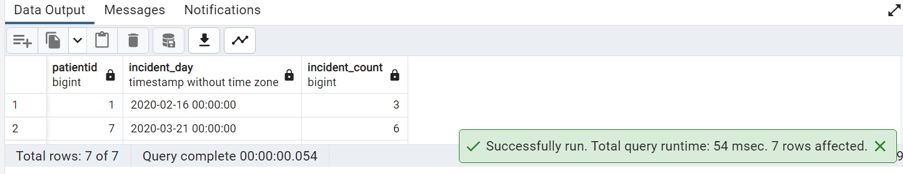 Data Output Messages Notifications
patientid incident_day incident_count
bigint timestamp without time zone bigint
1 1 2020-02-16 00:00:00 3
2 7 2020-03-21 00:00:00 6
Successfully run. Total query runtime: 54 msec. 7 rows affected.
Total rows: 7 of 7 Query complete 00:00:00.054 9